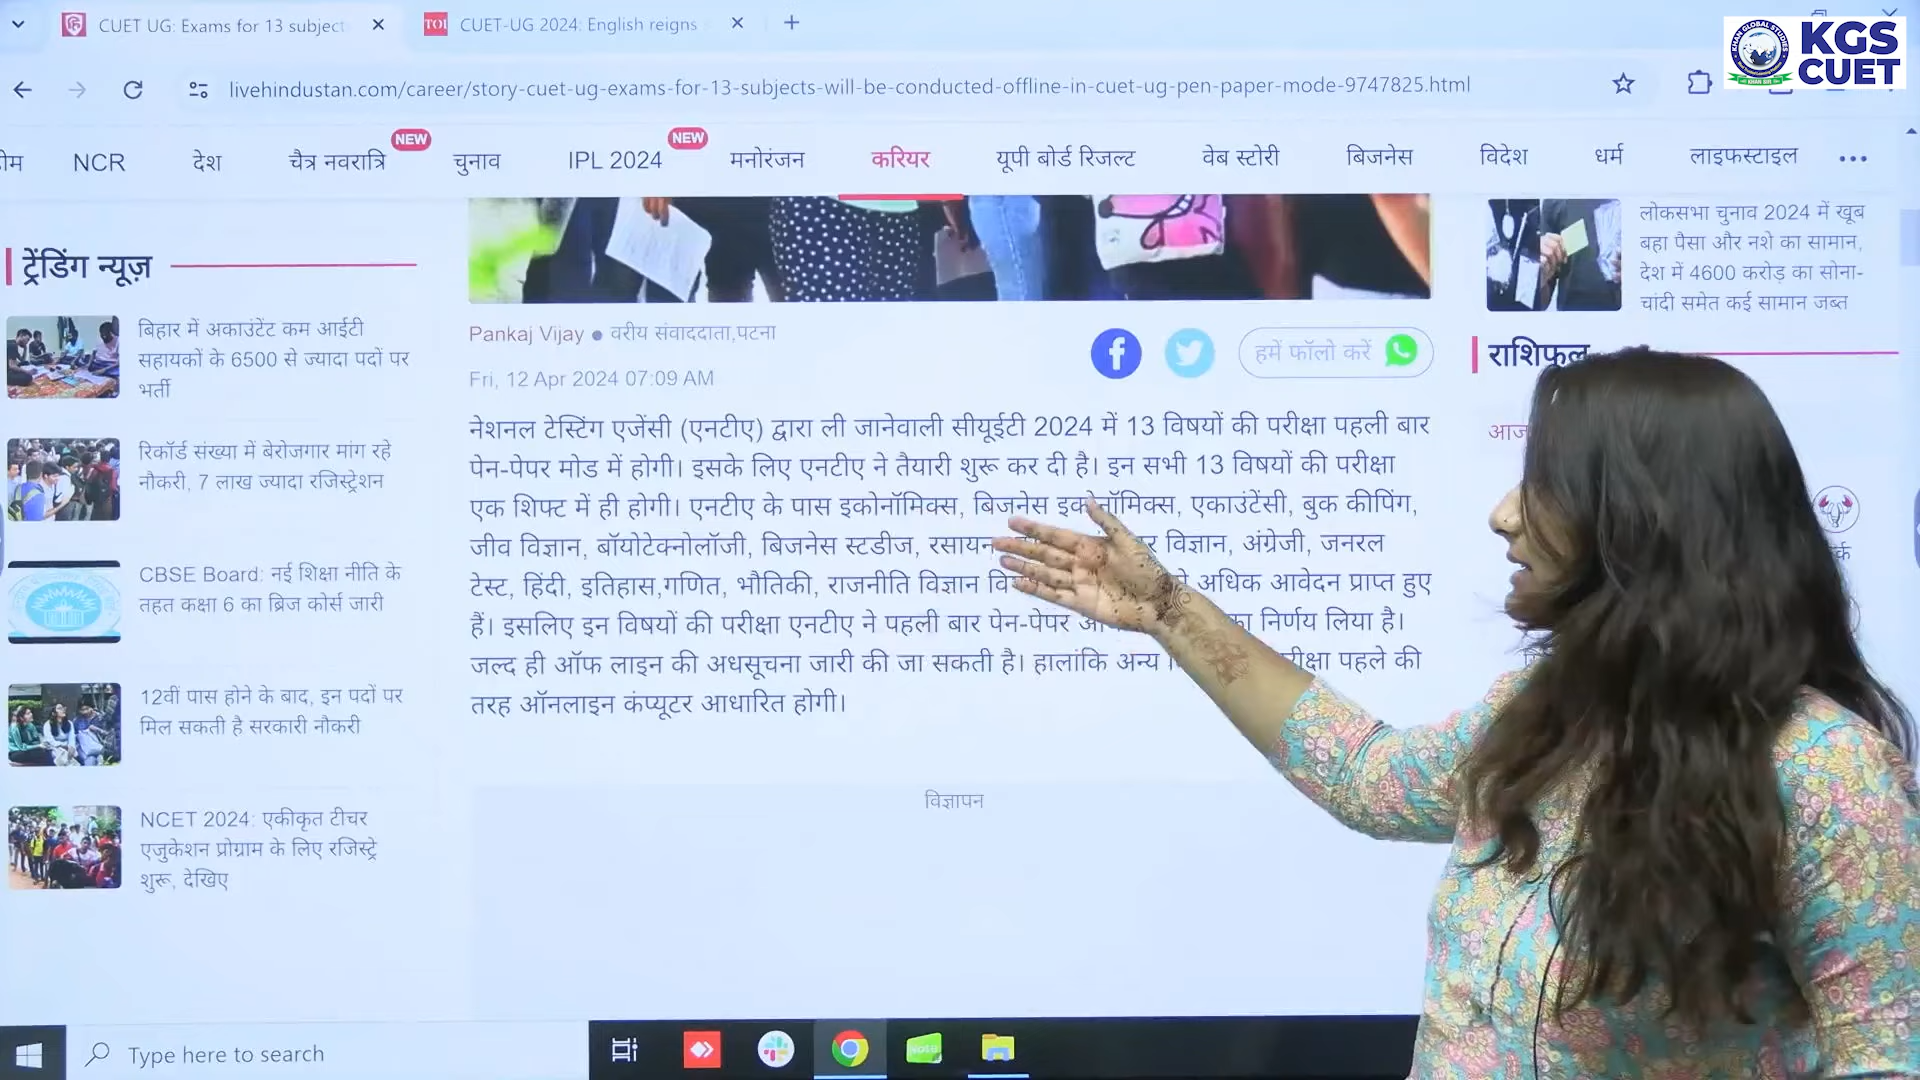 CUET UG: Exams for 13 subject
CUET-UG 2024: English reigns
KGS
CUET
livehindustan.com/career/story-cuet-ug-exams-for-13-subjects-will-be-conducted-offline-in-cuet-ug-pen-paper-mode-9747825.html
NCR देश चैत्र नवरात्रि NEW चुनाव IPL 2024 NEW मनोरंजन करियर यूपी बोर्ड रिजल्ट वेब स्टोरी बिजनेस विदेश धर्म लाइफस्टाइल
ट्रेंडिंग न्यूज़
बिहार में अकाउंटेंट कम आईटी
सहायकों के 6500 से ज्यादा पदों पर
भर्ती
रिकॉर्ड संख्या में बेरोजगार मांग रहे
नौकरी, 7 लाख ज्यादा रजिस्ट्रेशन
CBSE Board: नई शिक्षा नीति के
तहत कक्षा 6 का ब्रिज कोर्स जारी
12वीं पास होने के बाद, इन पदों पर
मिल सकती है सरकारी नौकरी
NCET 2024: एकीकृत टीचर
एजुकेशन प्रोग्राम के लिए रजिस्ट्रे
शुरू, देखिए
Pankaj Vijay ● वरीय संवाददाता,पटना
Fri, 12 Apr 2024 07:09 AM
हमें फॉलो करें
नेशनल टेस्टिंग एजेंसी (एनटीए) द्वारा ली जानेवाली सीयूईटी 2024 में 13 विषयों की परीक्षा पहली बार
पेन-पेपर मोड में होगी। इसके लिए एनटीए ने तैयारी शुरू कर दी है। इन सभी 13 विषयों की परीक्षा
एक शिफ्ट में ही होगी। एनटीए के पास इकोनॉमिक्स, बिजनेस इकोनॉमिक्स, एकाउंटेंसी, बुक कीपिंग,
जीव विज्ञान, बॉयोटेक्नोलॉजी, बिजनेस स्टडीज, रसायन विज्ञान, अंग्रेजी, जनरल
टेस्ट, हिंदी, इतिहास,गणित, भौतिकी, राजनीति विज्ञान अधिक आवेदन प्राप्त हुए
हैं। इसलिए इन विषयों की परीक्षा एनटीए ने पहली बार पेन-पेपर का निर्णय लिया है।
जल्द ही ऑफ लाइन की अधसूचना जारी की जा सकती है। हालांकि अन्य परीक्षा पहले की
तरह ऑनलाइन कंप्यूटर आधारित होगी।
विज्ञापन
लोकसभा चुनाव 2024 में खूब
बहा पैसा और नशे का सामान,
देश में 4600 करोड़ का सोना-
चांदी समेत कई सामान जब्त
राशिफल
आज
Type here to search